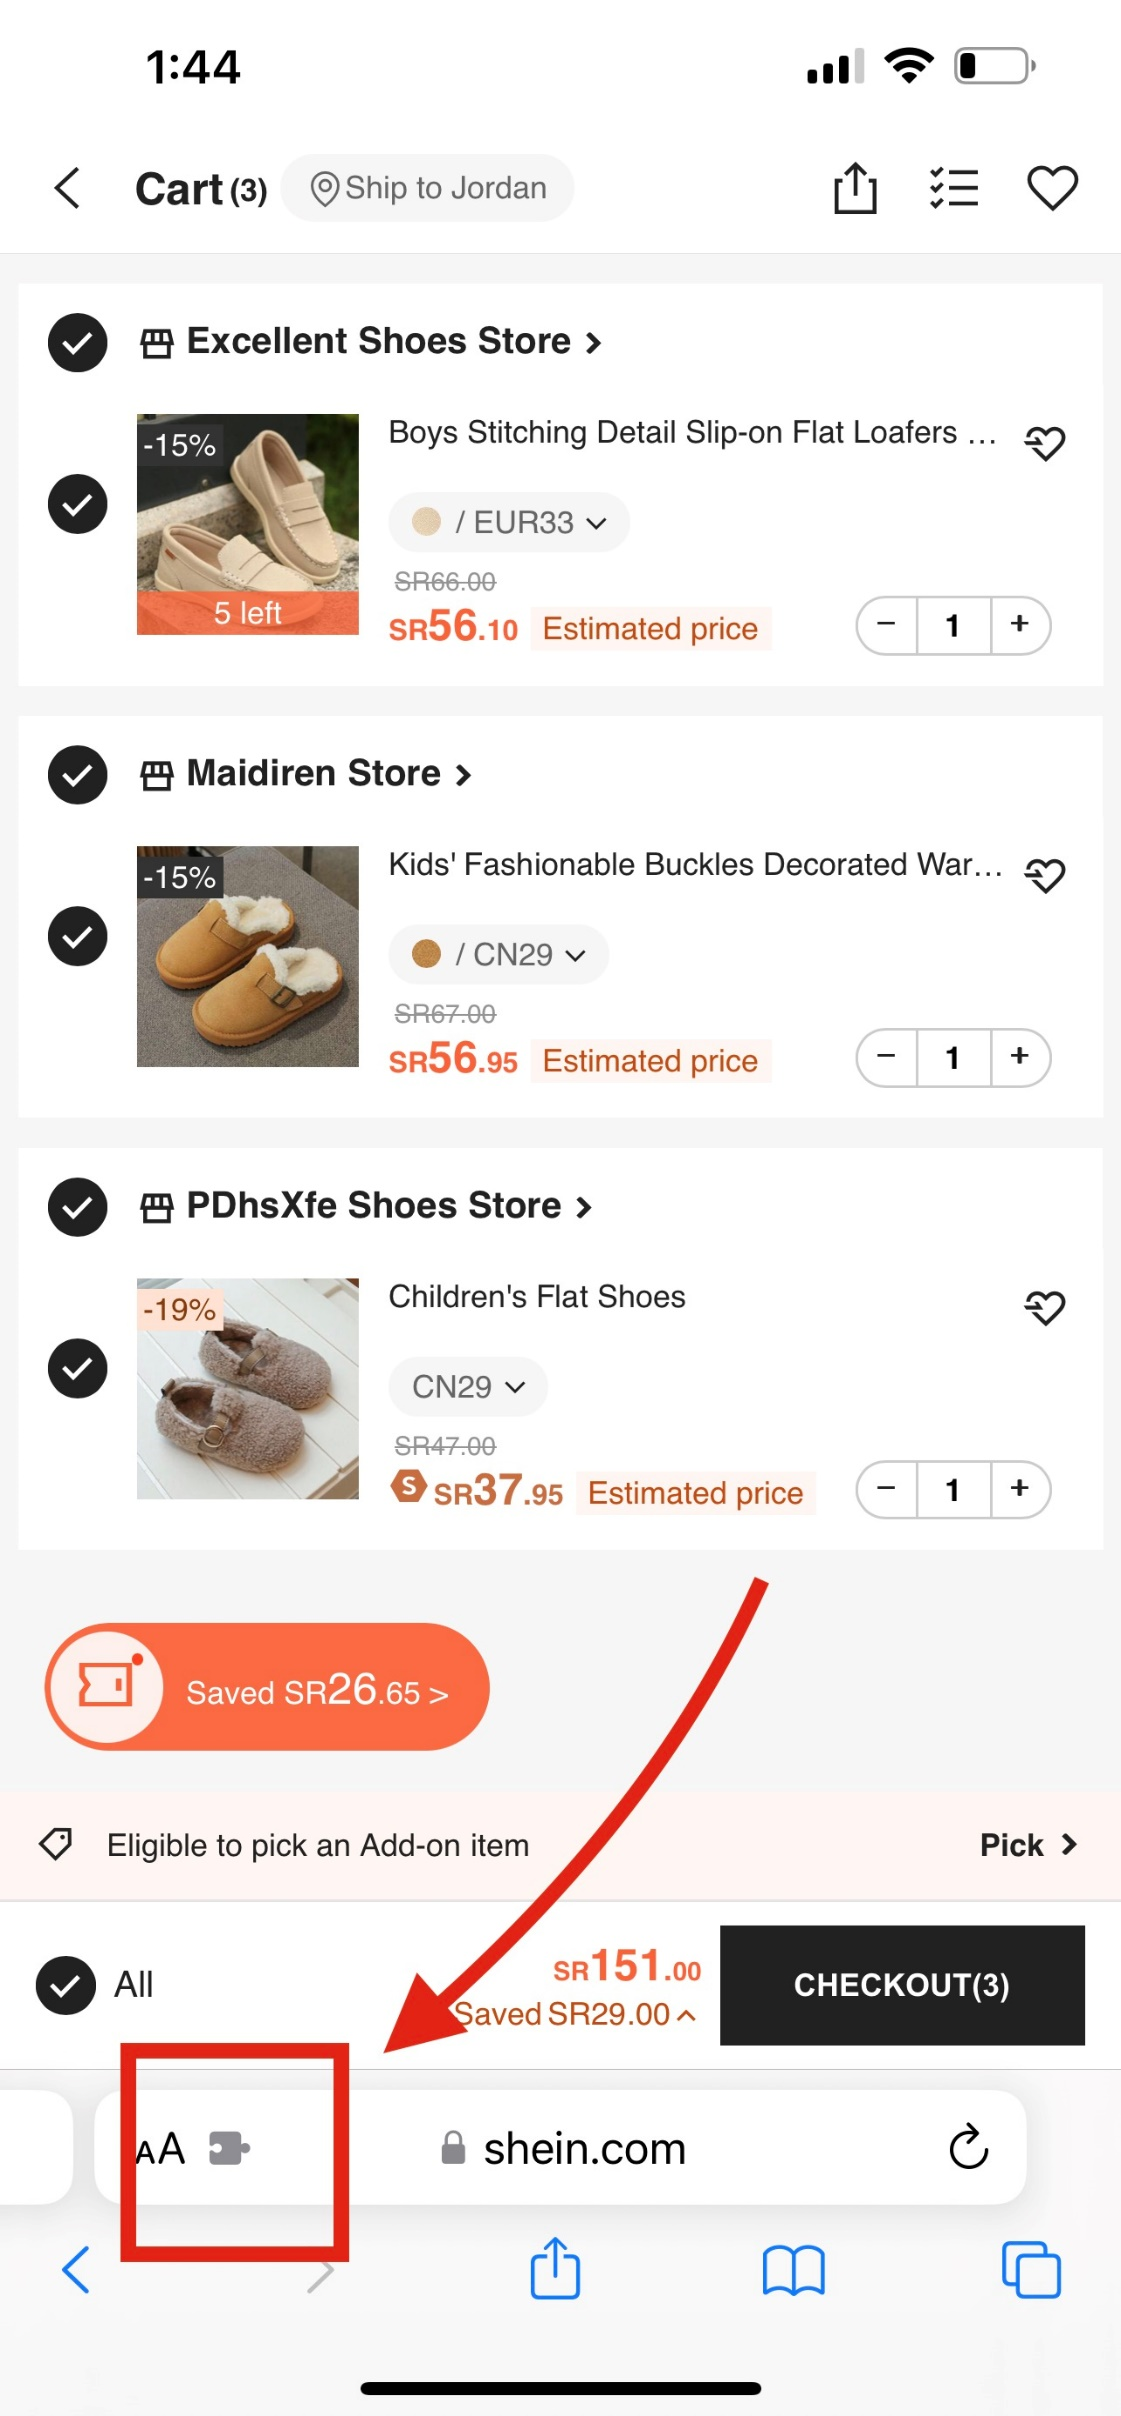 1:44
Cart (3) Ship to Jordan
Excellent Shoes Store >
-15%
5 left
Boys Stitching Detail Slip-on Flat Loafers ...
/ EUR33
SR66.00
SR56.10 Estimated price
− 1 +
Maidiren Store >
-15%
Kids' Fashionable Buckles Decorated War...
/ CN29
SR67.00
SR56.95 Estimated price
− 1 +
PDhsXfe Shoes Store >
-19%
Children's Flat Shoes
CN29
SR47.00
S SR37.95 Estimated price
− 1 +
Saved SR26.65 >
Eligible to pick an Add-on item Pick >
All
SR151.00
Saved SR29.00
CHECKOUT(3)
AA shein.com